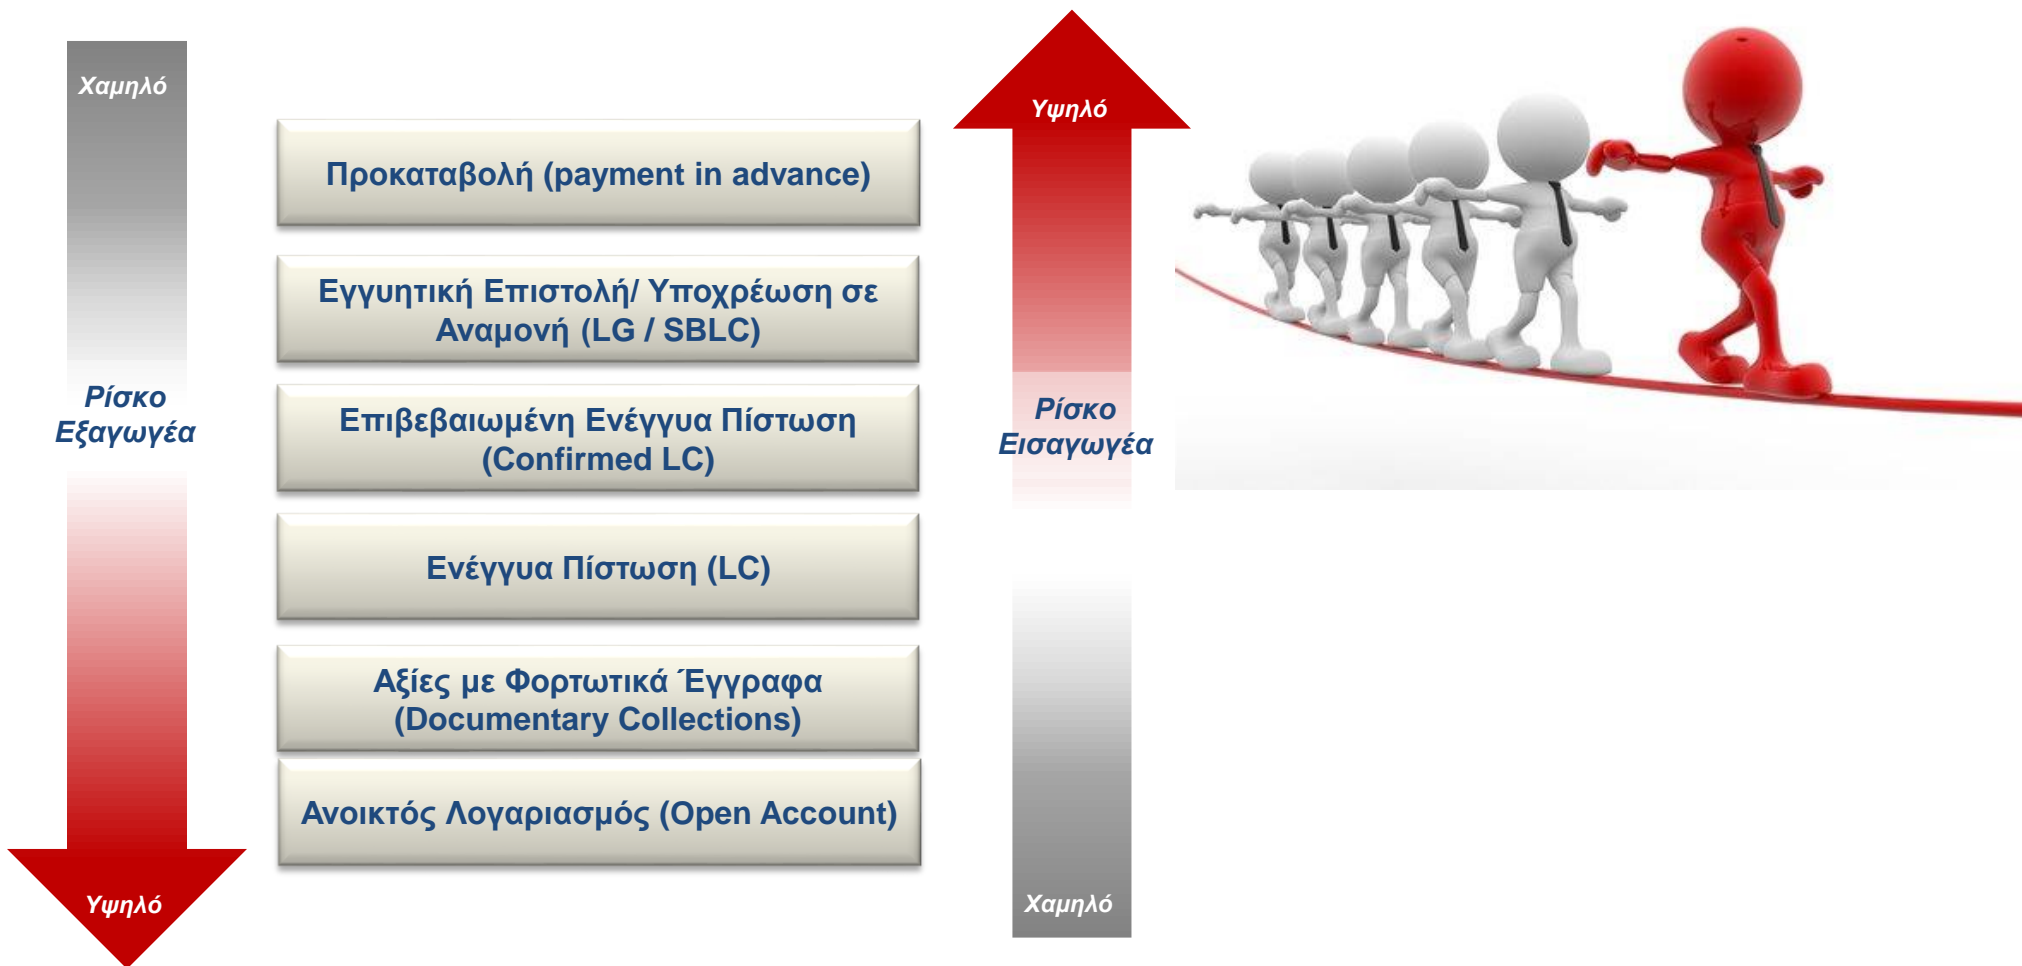 Χαμηλό
Ρίσκο
Εξαγωγέα
Υψηλό
Προκαταβολή (payment in advance)
Εγγυητική Επιστολή/ Υποχρέωση σε
Αναμονή (LG / SBLC)
Επιβεβαιωμένη Ενέγγυα Πίστωση
(Confirmed LC)
Ενέγγυα Πίστωση (LC)
Αξίες με Φορτωτικά Έγγραφα
(Documentary Collections)
Ανοικτός Λογαριασμός (Open Account)
Υψηλό
Ρίσκο
Εισαγωγέα
Χαμηλό